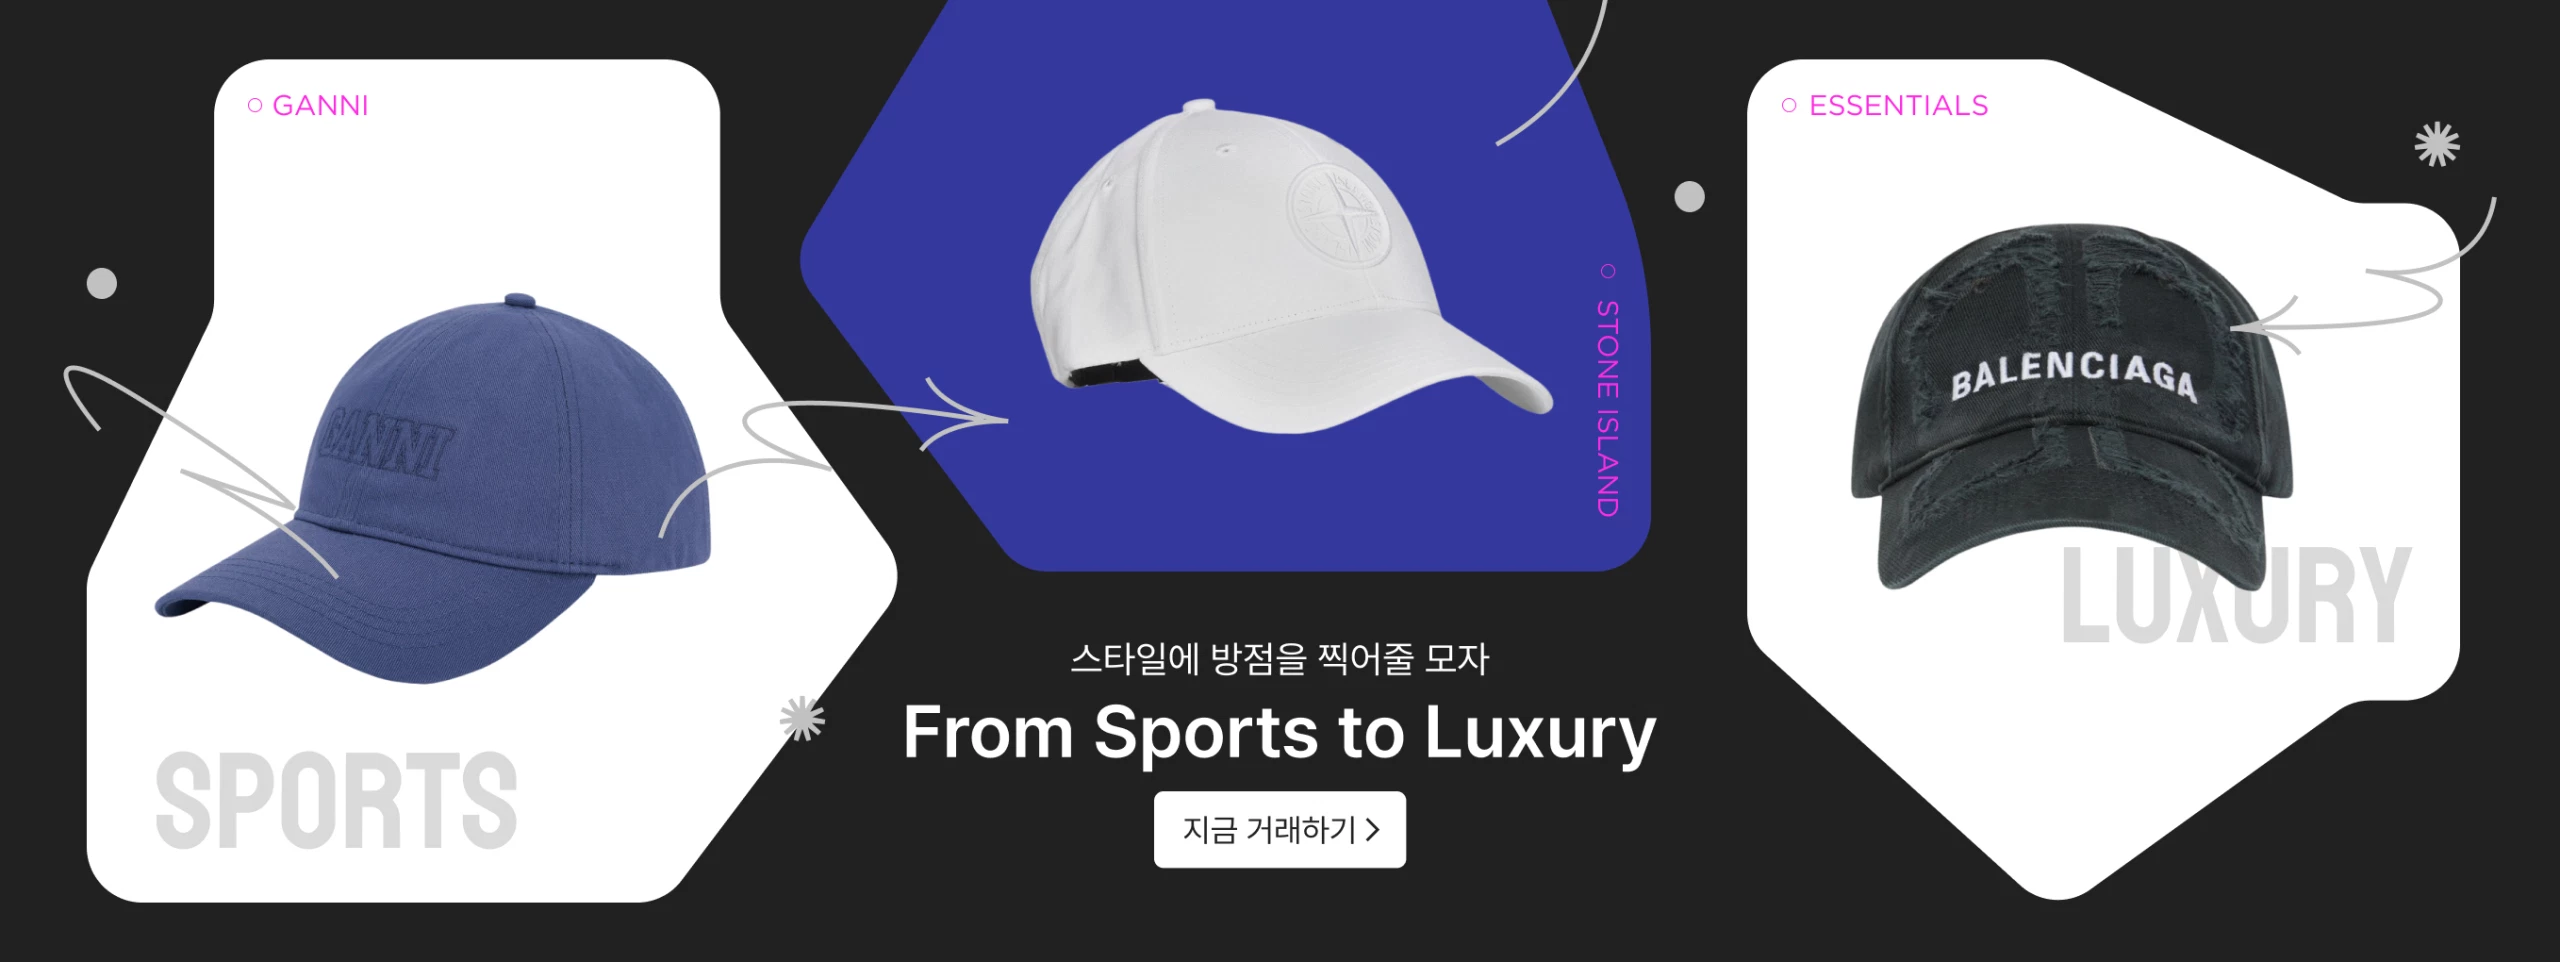 GANNI
GANNI
SPORTS
STONE ISLAND
ESSENTIALS
BALENCIAGA
LUXURY
스타일에 방점을 찍어줄 모자
From Sports to Luxury
지금 거래하기 >